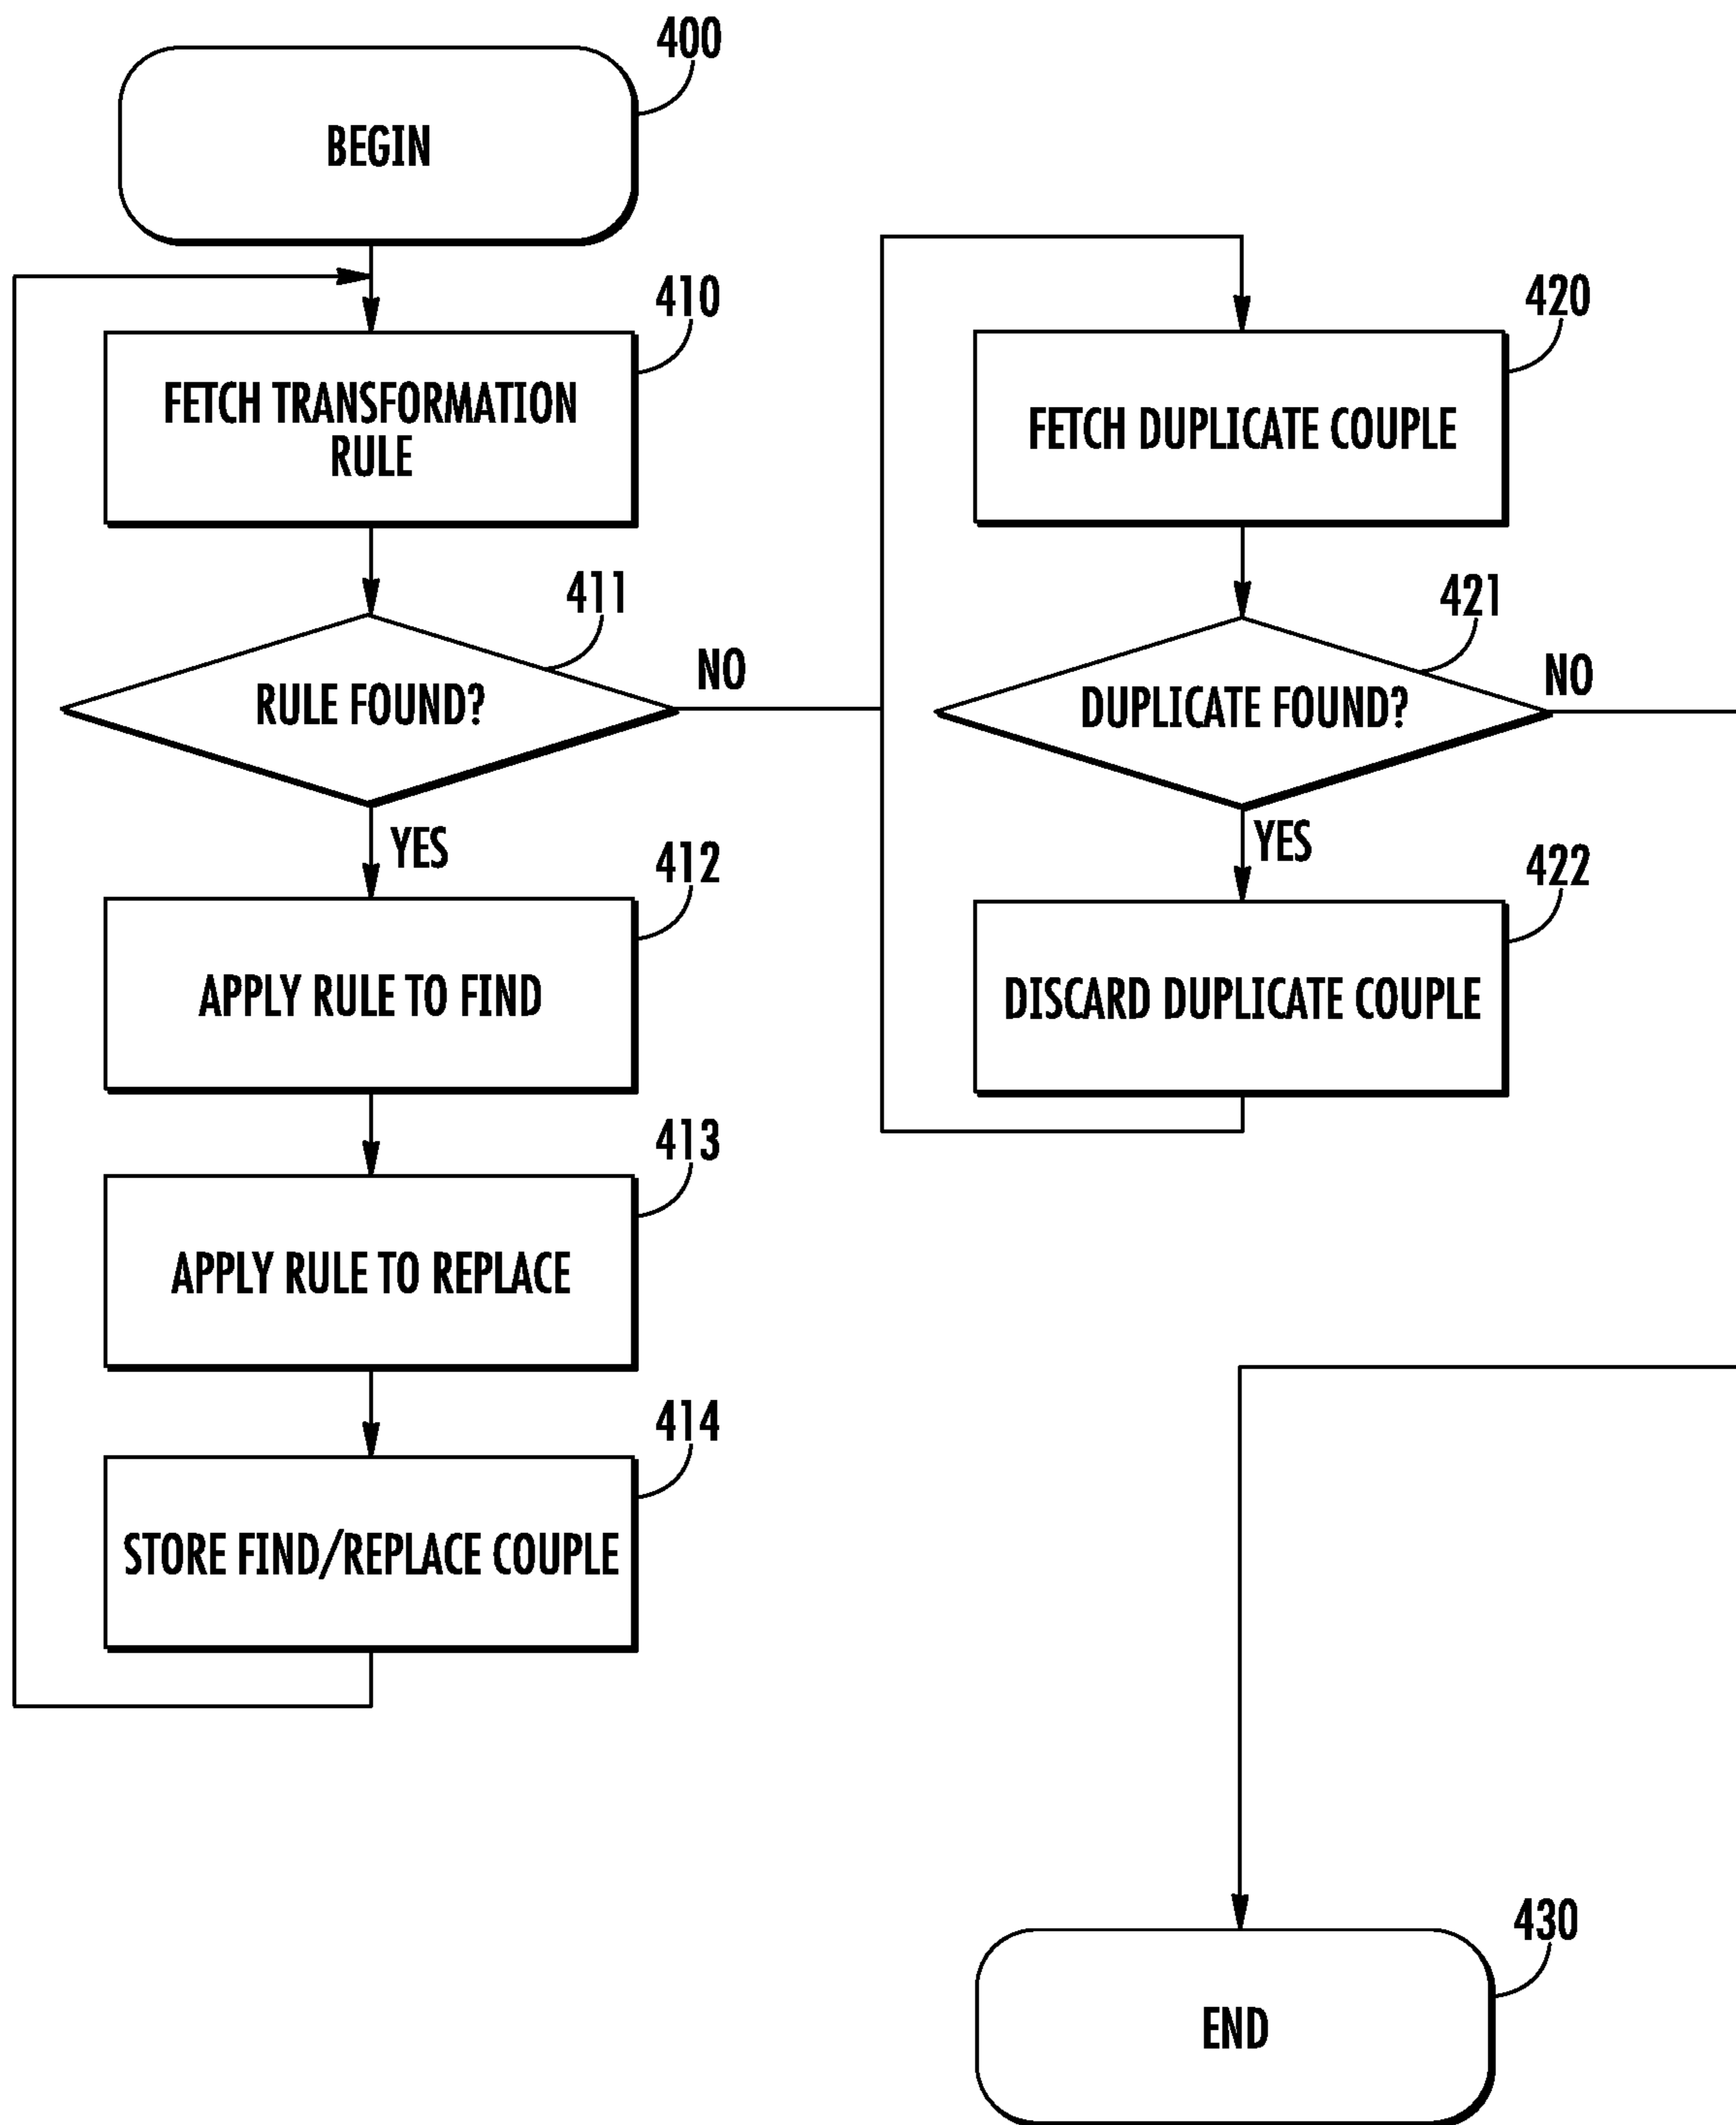 400
BEGIN
410
FETCH TRANSFORMATION
RULE
411
RULE FOUND?
NO
YES
412
APPLY RULE TO FIND
413
APPLY RULE TO REPLACE
414
STORE FIND/REPLACE COUPLE
420
FETCH DUPLICATE COUPLE
421
DUPLICATE FOUND?
NO
YES
422
DISCARD DUPLICATE COUPLE
430
END